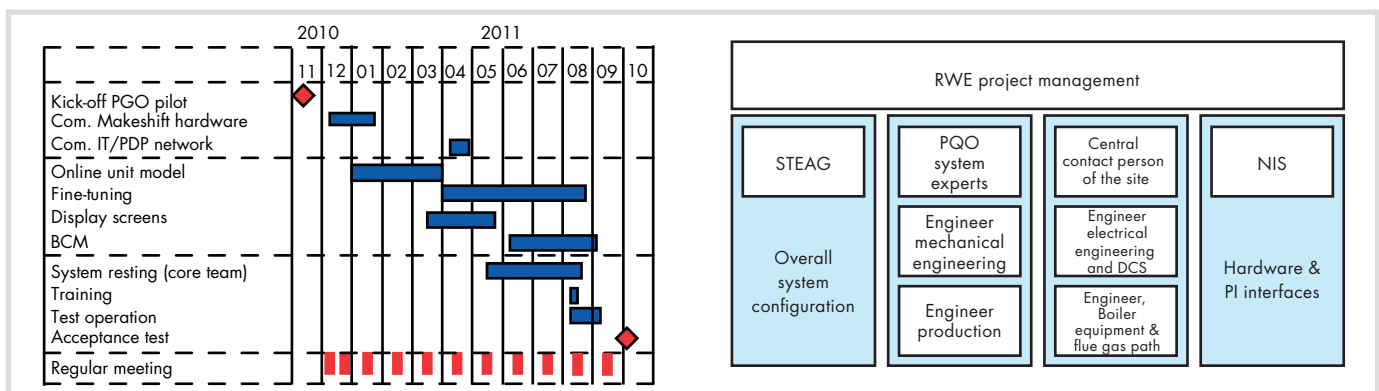 2010 2011
11 12 01 02 03 04 05 06 07 08 09 10
Kick-off PGO pilot
Com. Makeshift hardware
Com. IT/PDP network
Online unit model
Fine-tuning
Display screens
BCM
System resting (core team)
Training
Test operation
Acceptance test
Regular meeting
RWE project management
STEAG
Overall
system
configuration
PQO
system
experts
Engineer
mechanical
engineering
Engineer
production
Central
contact person
of the site
Engineer
electrical
engineering
and DCS
Engineer,
Boiler
equipment &
flue gas path
NIS
Hardware &
PI interfaces